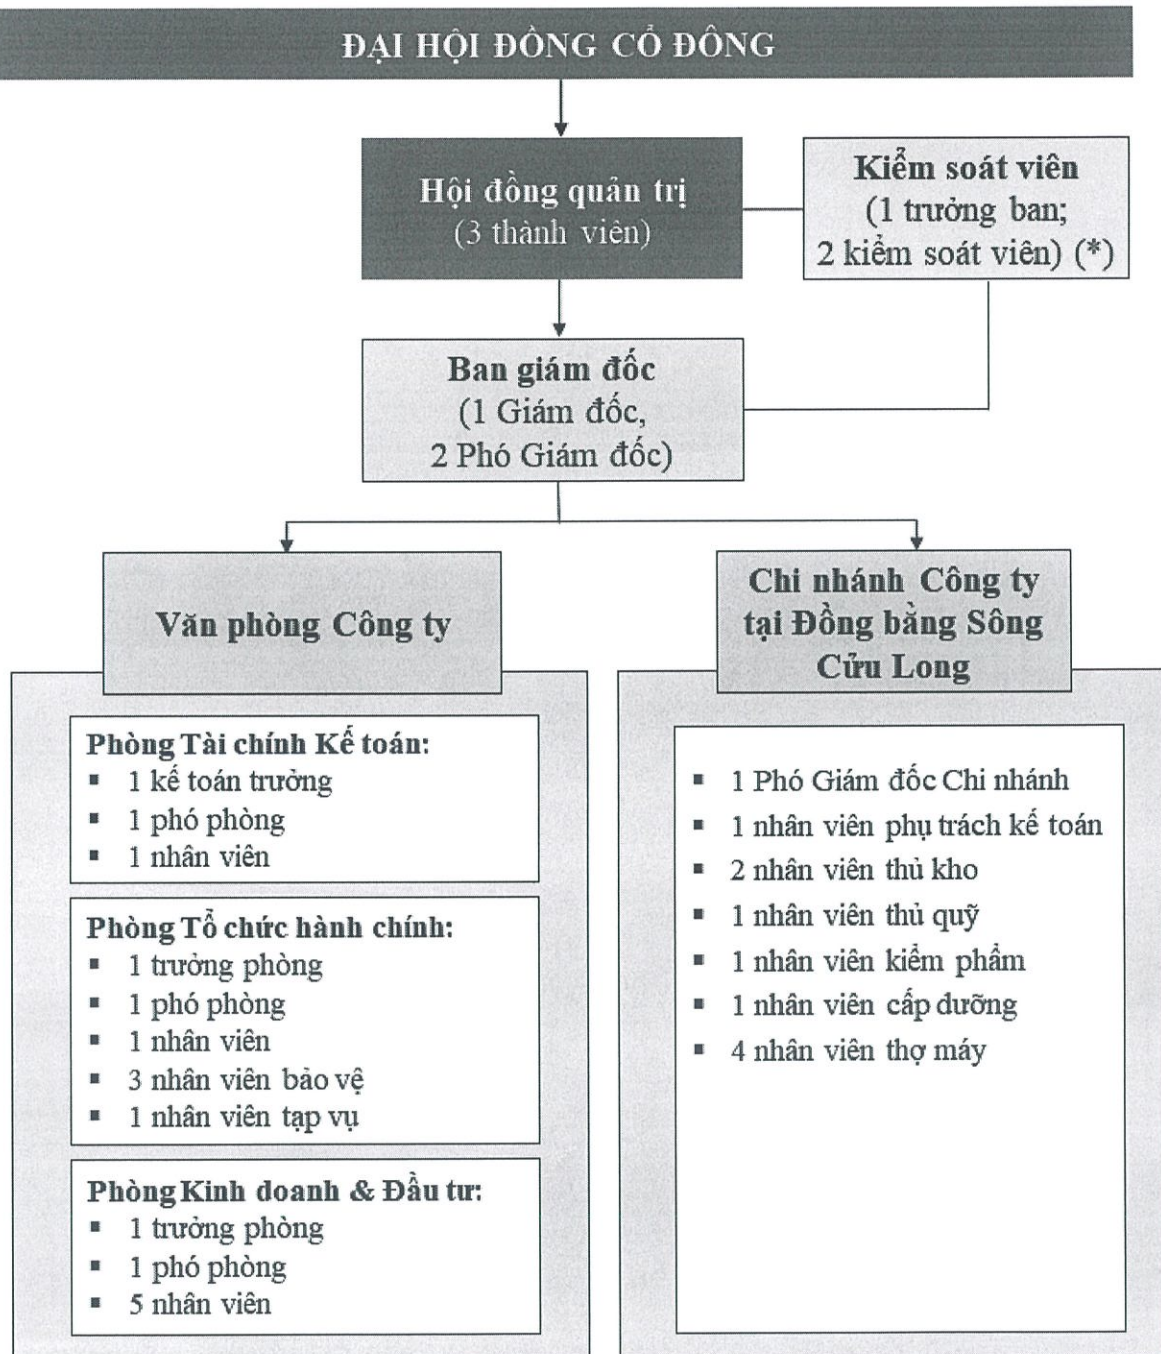 ĐẠI HỘI ĐỒNG CỔ ĐÔNG
Hội đồng quản trị
(3 thành viên)
Kiểm soát viên
(1 trưởng ban;
2 kiểm soát viên) (*)
Ban giám đốc
(1 Giám đốc,
2 Phó Giám đốc)
Văn phòng Công ty
Chi nhánh Công ty
tại Đồng bằng Sông
Cửu Long
Phòng Tài chính Kế toán:
▪ 1 kế toán trưởng
▪ 1 phó phòng
▪ 1 nhân viên
Phòng Tổ chức hành chính:
▪ 1 trưởng phòng
▪ 1 phó phòng
▪ 1 nhân viên
▪ 3 nhân viên bảo vệ
▪ 1 nhân viên tạp vụ
Phòng Kinh doanh & Đầu tư:
▪ 1 trưởng phòng
▪ 1 phó phòng
▪ 5 nhân viên
▪ 1 Phó Giám đốc Chi nhánh
▪ 1 nhân viên phụ trách kế toán
▪ 2 nhân viên thủ kho
▪ 1 nhân viên thủ quỹ
▪ 1 nhân viên kiểm phẩm
▪ 1 nhân viên cấp dưỡng
▪ 4 nhân viên thợ máy